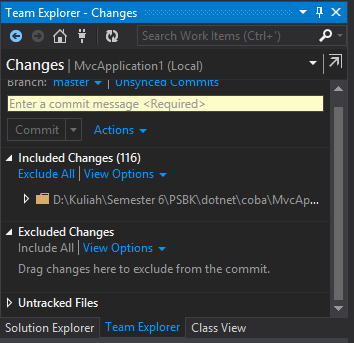 Team Explorer - Changes
Search Work Items (Ctrl+')
Changes | MvcApplication1 (Local)
Branch: master | Unsynced Commits
Enter a commit message <Required>
Commit | Actions
Included Changes (116)
Exclude All | View Options
D:\Kuliah\Semester 6\PSBK\dotnet\coba\MvcAp...
Excluded Changes
Include All | View Options
Drag changes here to exclude from the commit.
Untracked Files
Solution Explorer Team Explorer Class View